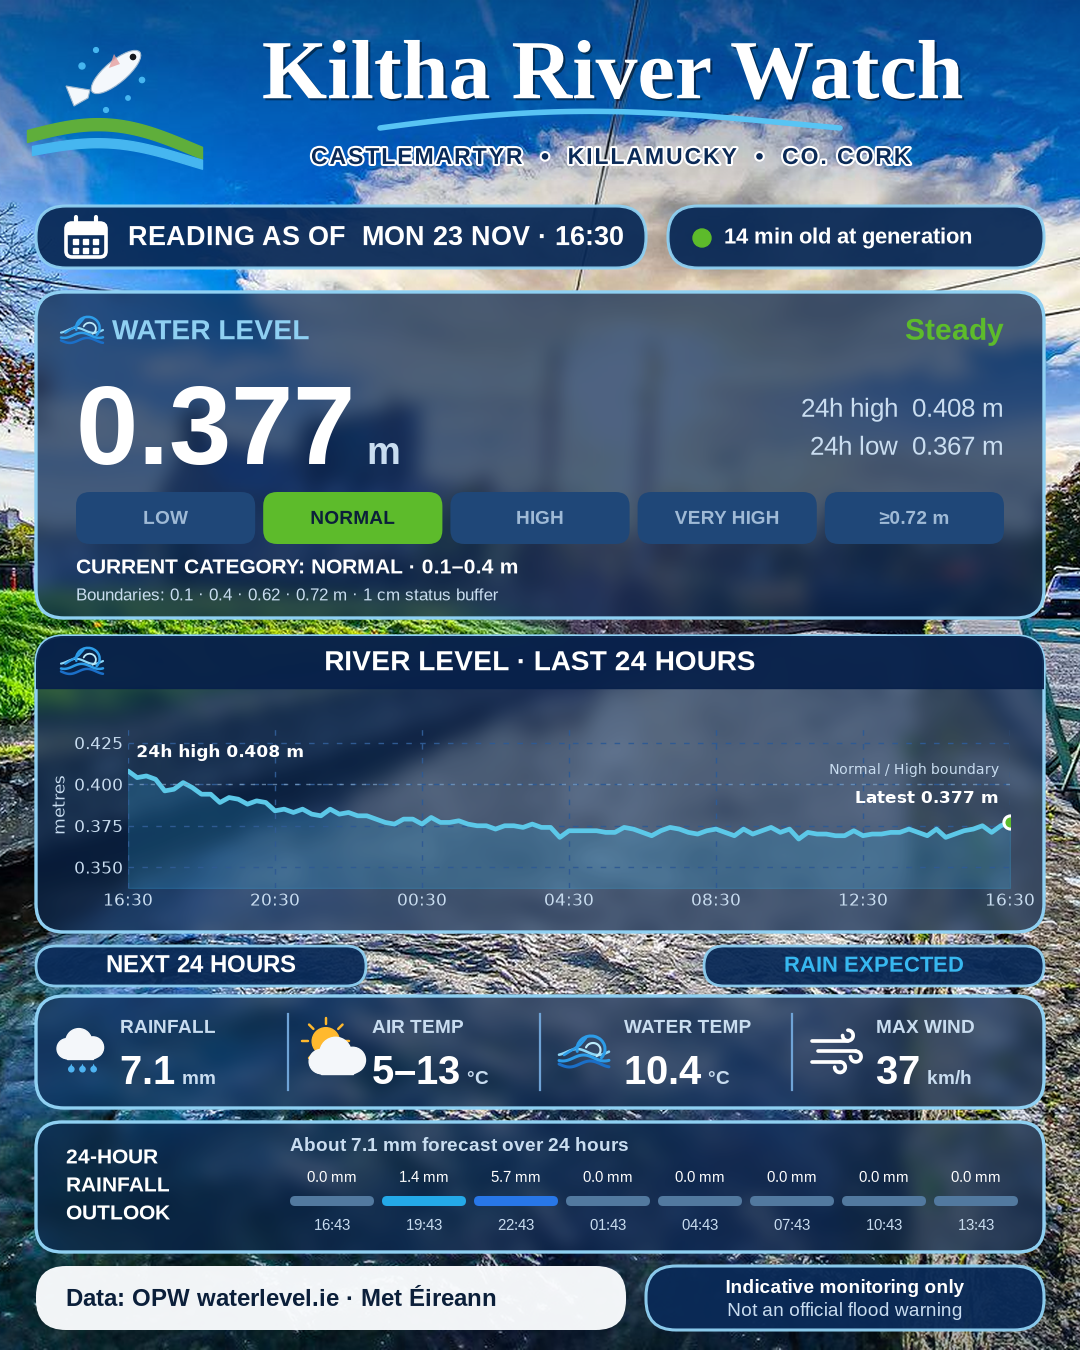 Kiltha River Watch
CASTLEMARTYR • KILLAMUCKY • CO. CORK
READING AS OF MON 23 NOV · 16:30
14 min old at generation
WATER LEVEL
Steady
0.377 m
24h high 0.408 m
24h low 0.367 m
LOW
NORMAL
HIGH
VERY HIGH
≥0.72 m
CURRENT CATEGORY: NORMAL · 0.1–0.4 m
Boundaries: 0.1 · 0.4 · 0.62 · 0.72 m · 1 cm status buffer
RIVER LEVEL · LAST 24 HOURS
metres
0.425
0.400
0.375
0.350
24h high 0.408 m
Normal / High boundary
Latest 0.377 m
16:30 20:30 00:30 04:30 08:30 12:30 16:30
NEXT 24 HOURS
RAIN EXPECTED
RAINFALL
7.1 mm
AIR TEMP
5–13 °C
WATER TEMP
10.4 °C
MAX WIND
37 km/h
24-HOUR
RAINFALL
OUTLOOK
About 7.1 mm forecast over 24 hours
0.0 mm 1.4 mm 5.7 mm 0.0 mm 0.0 mm 0.0 mm 0.0 mm 0.0 mm
16:43 19:43 22:43 01:43 04:43 07:43 10:43 13:43
Data: OPW waterlevel.ie · Met Éireann
Indicative monitoring only
Not an official flood warning